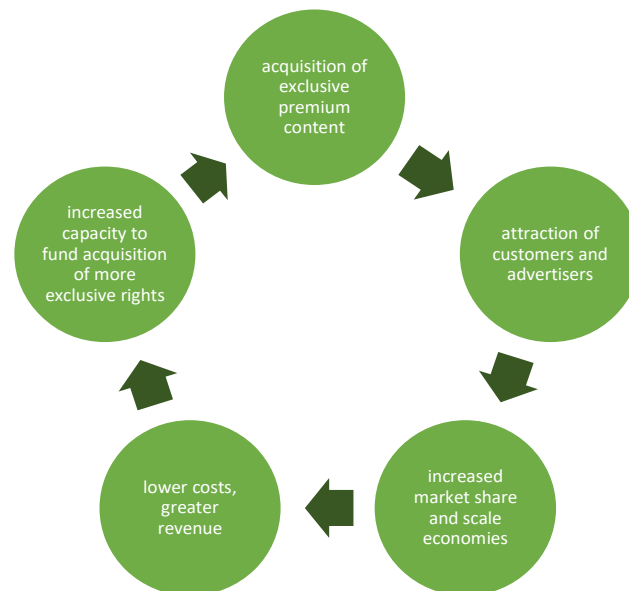 acquisition of
exclusive
premium
content
attraction of
customers and
advertisers
increased
market share
and scale
economies
lower costs,
greater
revenue
increased
capacity to
fund acquisition
of more
exclusive rights